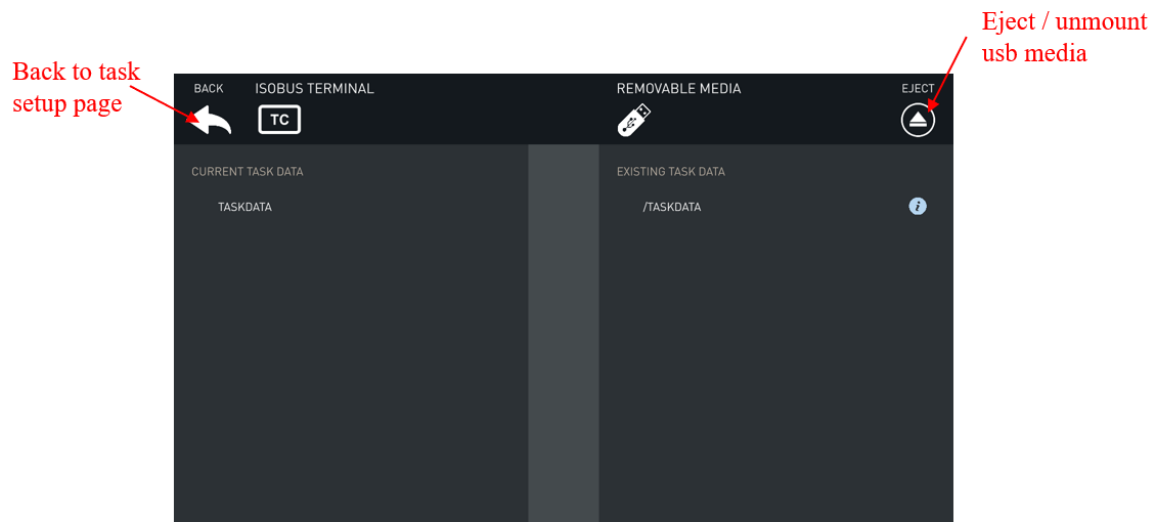 Eject / unmount
usb media
Back to task
setup page
BACK
ISOBUS TERMINAL
REMOVABLE MEDIA
EJECT
TC
CURRENT TASK DATA
EXISTING TASK DATA
TASKDATA
/TASKDATA
i